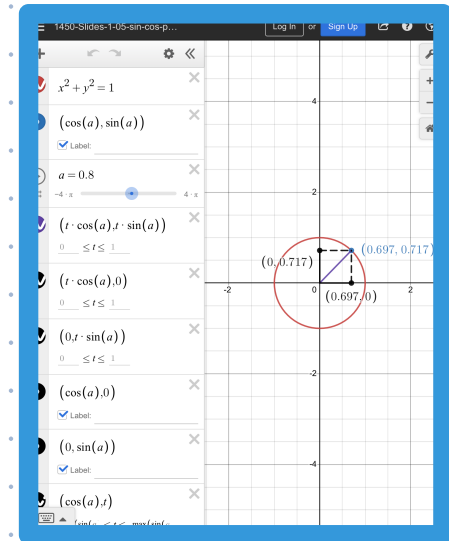 1450-Slides-1-05-sin-cos-p... Log In or Sign Up
x² + y² = 1
(cos(a), sin(a))
Label:
a = 0.8
-4·π 4·π
(t·cos(a),t·sin(a))
0 ≤ t ≤ 1
(t·cos(a),0)
0 ≤ t ≤ 1
(0,t·sin(a))
0 ≤ t ≤ 1
(cos(a),0)
Label:
(0,sin(a))
Label:
(cos(a),t)
4
2
(0.697, 0.717)
(0,0.717)
-2 0 2
(0.697,0)
-2
-4